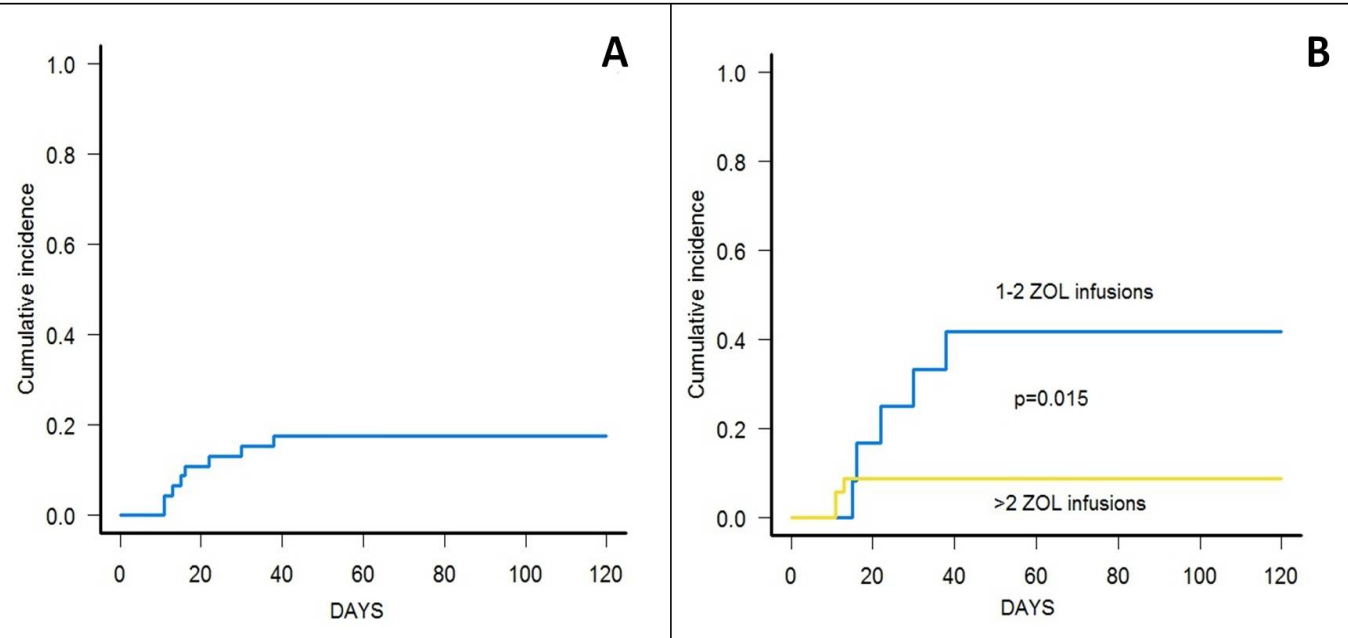 A
1.0
0.8
0.6
0.4
0.2
0.0
Cumulative incidence
0 20 40 60 80 100 120
DAYS
B
1.0
0.8
0.6
0.4
0.2
0.0
Cumulative incidence
1-2 ZOL infusions
p=0.015
>2 ZOL infusions
0 20 40 60 80 100 120
DAYS